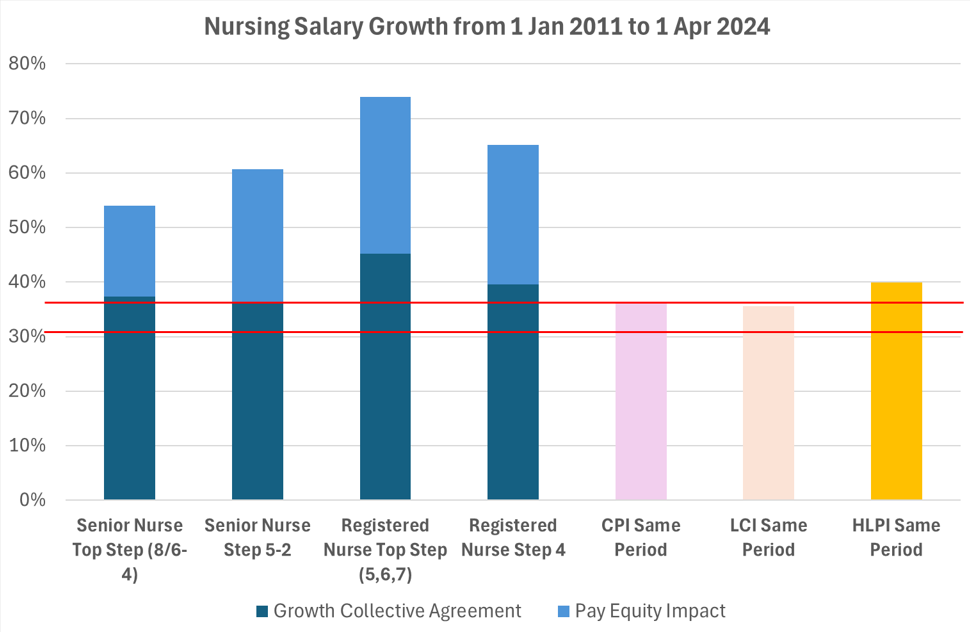 Nursing Salary Growth from 1 Jan 2011 to 1 Apr 2024
80%
70%
60%
50%
40%
30%
20%
10%
0%
Senior Nurse
Top Step (8/6-
4)
Senior Nurse
Step 5-2
Registered
Nurse Top Step
(5,6,7)
Registered
Nurse Step 4
CPI Same
Period
LCI Same
Period
HLPI Same
Period
Growth Collective Agreement
Pay Equity Impact